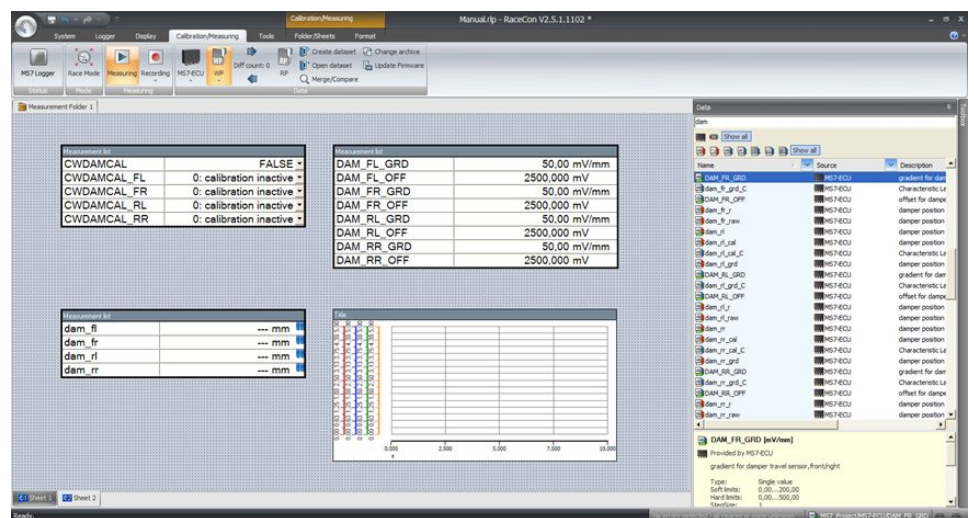 Calibration/Measuring
Manual.rlp - RaceCon V2.5.1.1102 *
System Logger Display Calibration/Measuring Tools Folder/Sheets Format
MS7 Logger Race Mode Measuring Recording MS7-ECU WP Diff count: 0 RP
Create dataset Change archive
Open dataset Update Firmware
Merge/Compare
Status Mode Measuring Data
Measurement Folder 1
Measurement list
CWDAMCAL FALSE
CWDAMCAL_FL 0: calibration inactive
CWDAMCAL_FR 0: calibration inactive
CWDAMCAL_RL 0: calibration inactive
CWDAMCAL_RR 0: calibration inactive
Measurement list
DAM_FL_GRD 50,00 mV/mm
DAM_FL_OFF 2500,000 mV
DAM_FR_GRD 50,00 mV/mm
DAM_FR_OFF 2500,000 mV
DAM_RL_GRD 50,00 mV/mm
DAM_RL_OFF 2500,000 mV
DAM_RR_GRD 50,00 mV/mm
DAM_RR_OFF 2500,000 mV
Measurement list
dam_fl --- mm
dam_fr --- mm
dam_rl --- mm
dam_rr --- mm
Title
0,000 2,500 5,000 7,500 10,000
s
Sheet 1 Sheet 2
Ready.
Data
Toolbox
dam
Show all
Show all
Name Source Description
DAM_FR_GRD MS7-ECU gradient for dam
dam_fr_grd_C MS7-ECU Characteristic La
DAM_FR_OFF MS7-ECU offset for dampe
dam_fr_r MS7-ECU damper position
dam_fr_raw MS7-ECU damper position
dam_rl MS7-ECU damper position
dam_rl_cal MS7-ECU damper position
dam_rl_cal_C MS7-ECU Characteristic La
dam_rl_grd MS7-ECU damper position
DAM_RL_GRD MS7-ECU gradient for dam
dam_rl_grd_C MS7-ECU Characteristic La
DAM_RL_OFF MS7-ECU offset for dampe
dam_rl_r MS7-ECU damper position
dam_rl_raw MS7-ECU damper position
dam_rr MS7-ECU damper position
dam_rr_cal MS7-ECU damper position
dam_rr_cal_C MS7-ECU Characteristic La
dam_rr_grd MS7-ECU damper position
DAM_RR_GRD MS7-ECU gradient for dam
dam_rr_grd_C MS7-ECU Characteristic La
DAM_RR_OFF MS7-ECU offset for dampe
dam_rr_r MS7-ECU damper position
dam_rr_raw MS7-ECU damper position
DAM_FR_GRD [mV/mm]
Provided by MS7-ECU
gradient for damper travel sensor,front/right
Type: Single value
Soft limits: 0,00...200,00
Hard limits: 0,00...500,00
StepSize: 1
MS7_Project/MS7-ECU/DAM_FR_GRD